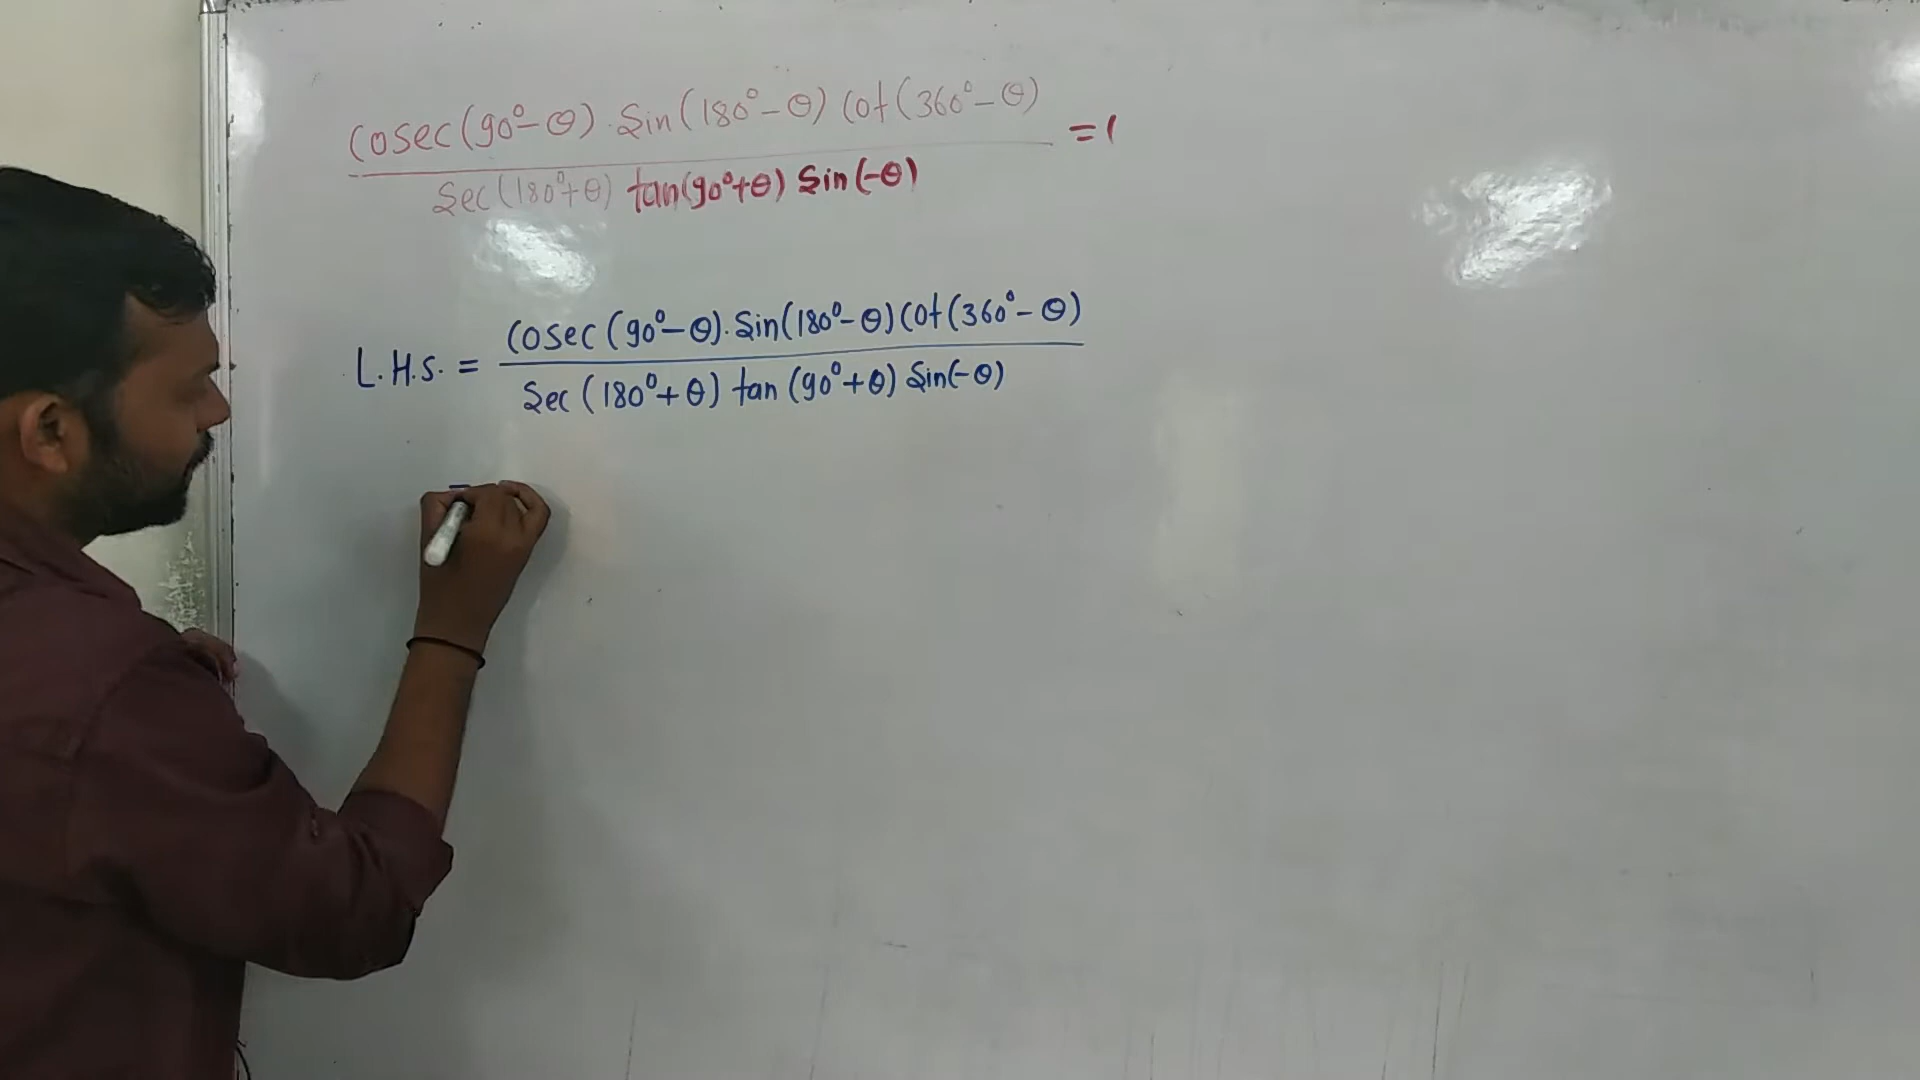 Cosec(90°-θ).Sin(180°-θ)Cot(360°-θ)
Sec(180°+θ) tan(90°+θ) Sin(-θ) =1
L.H.S. = Cosec(90°-θ).Sin(180°-θ)Cot(360°-θ)
Sec(180°+θ) tan(90°+θ) Sin(-θ)